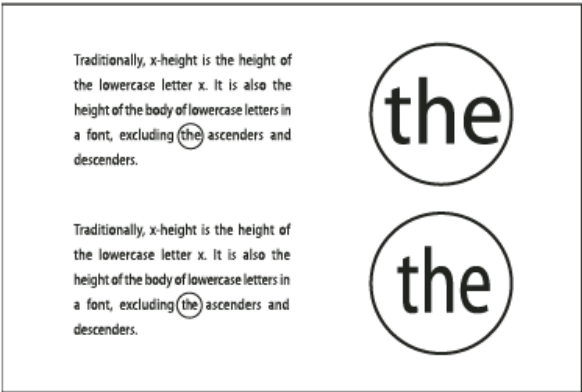 Traditionally, x-height is the height of
the lowercase letter x. It is also the
height of the body of lowercase letters in
a font, excluding the ascenders and
descenders.
the
Traditionally, x-height is the height of
the lowercase letter x. It is also the
height of the body of lowercase letters in
a font, excluding the ascenders and
descenders.
the